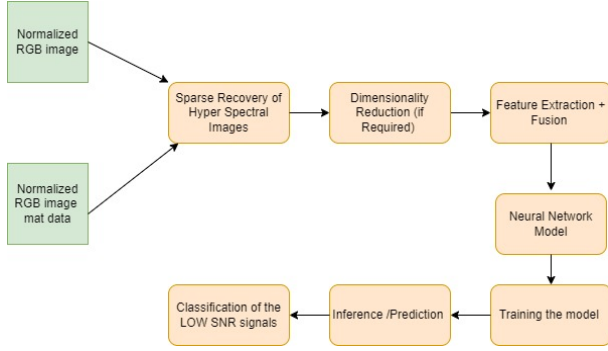 Normalized
RGB image
Normalized
RGB image
mat data
Sparse Recovery of
Hyper Spectral
Images
Dimensionality
Reduction (if
Required)
Feature Extraction +
Fusion
Neural Network
Model
Training the model
Inference /Prediction
Classification of the
LOW SNR signals